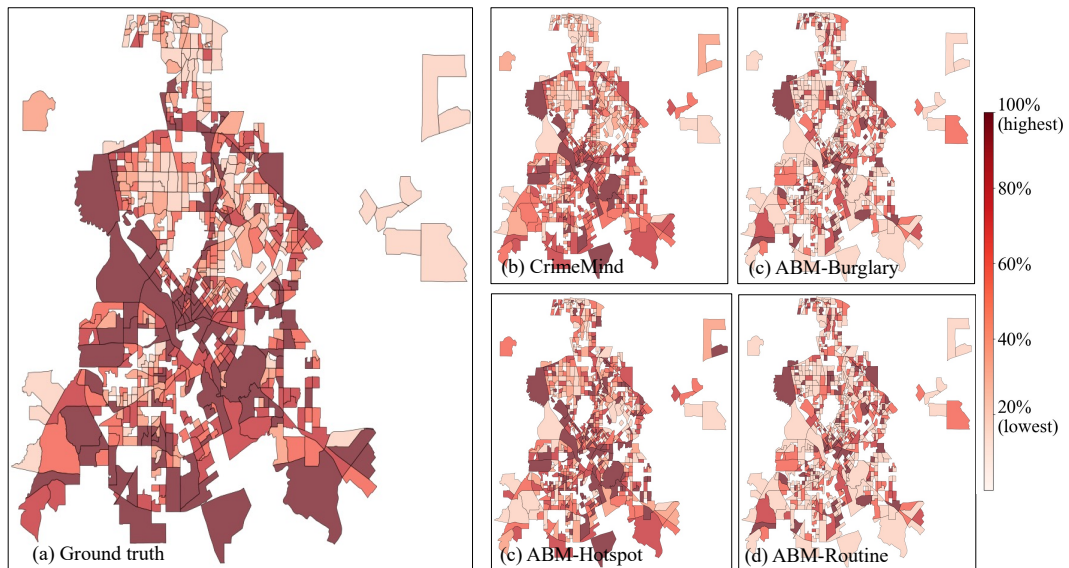 (a) Ground truth
(b) CrimeMind
(c) ABM-Burglary
(c) ABM-Hotspot
(d) ABM-Routine
100%
(highest)
80%
60%
40%
20%
(lowest)